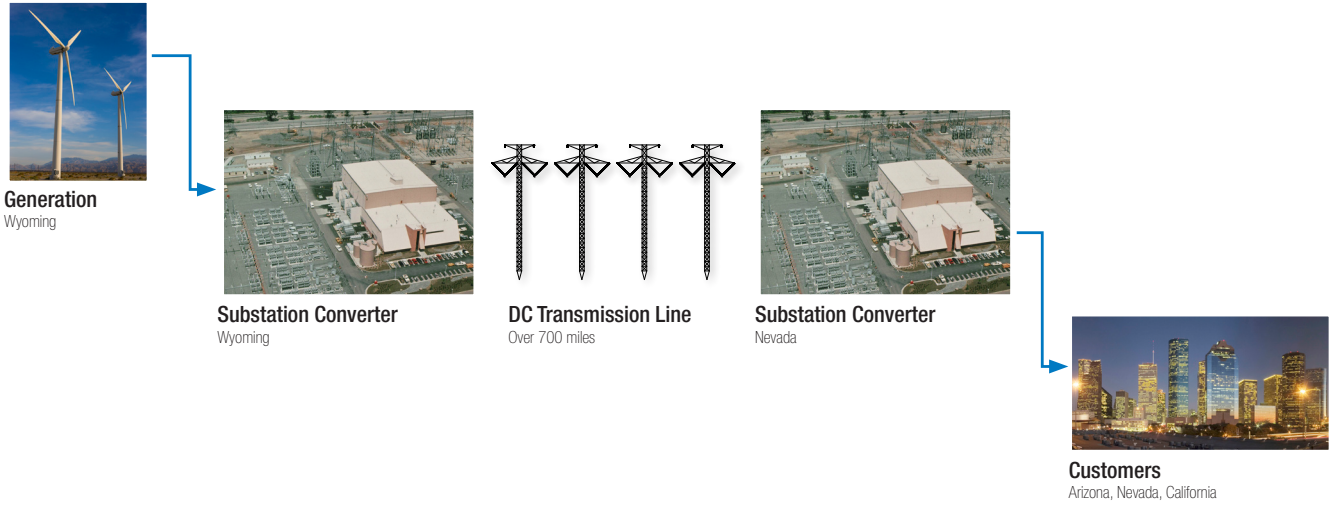 Generation
Wyoming
Substation Converter
Wyoming
DC Transmission Line
Over 700 miles
Substation Converter
Nevada
Customers
Arizona, Nevada, California